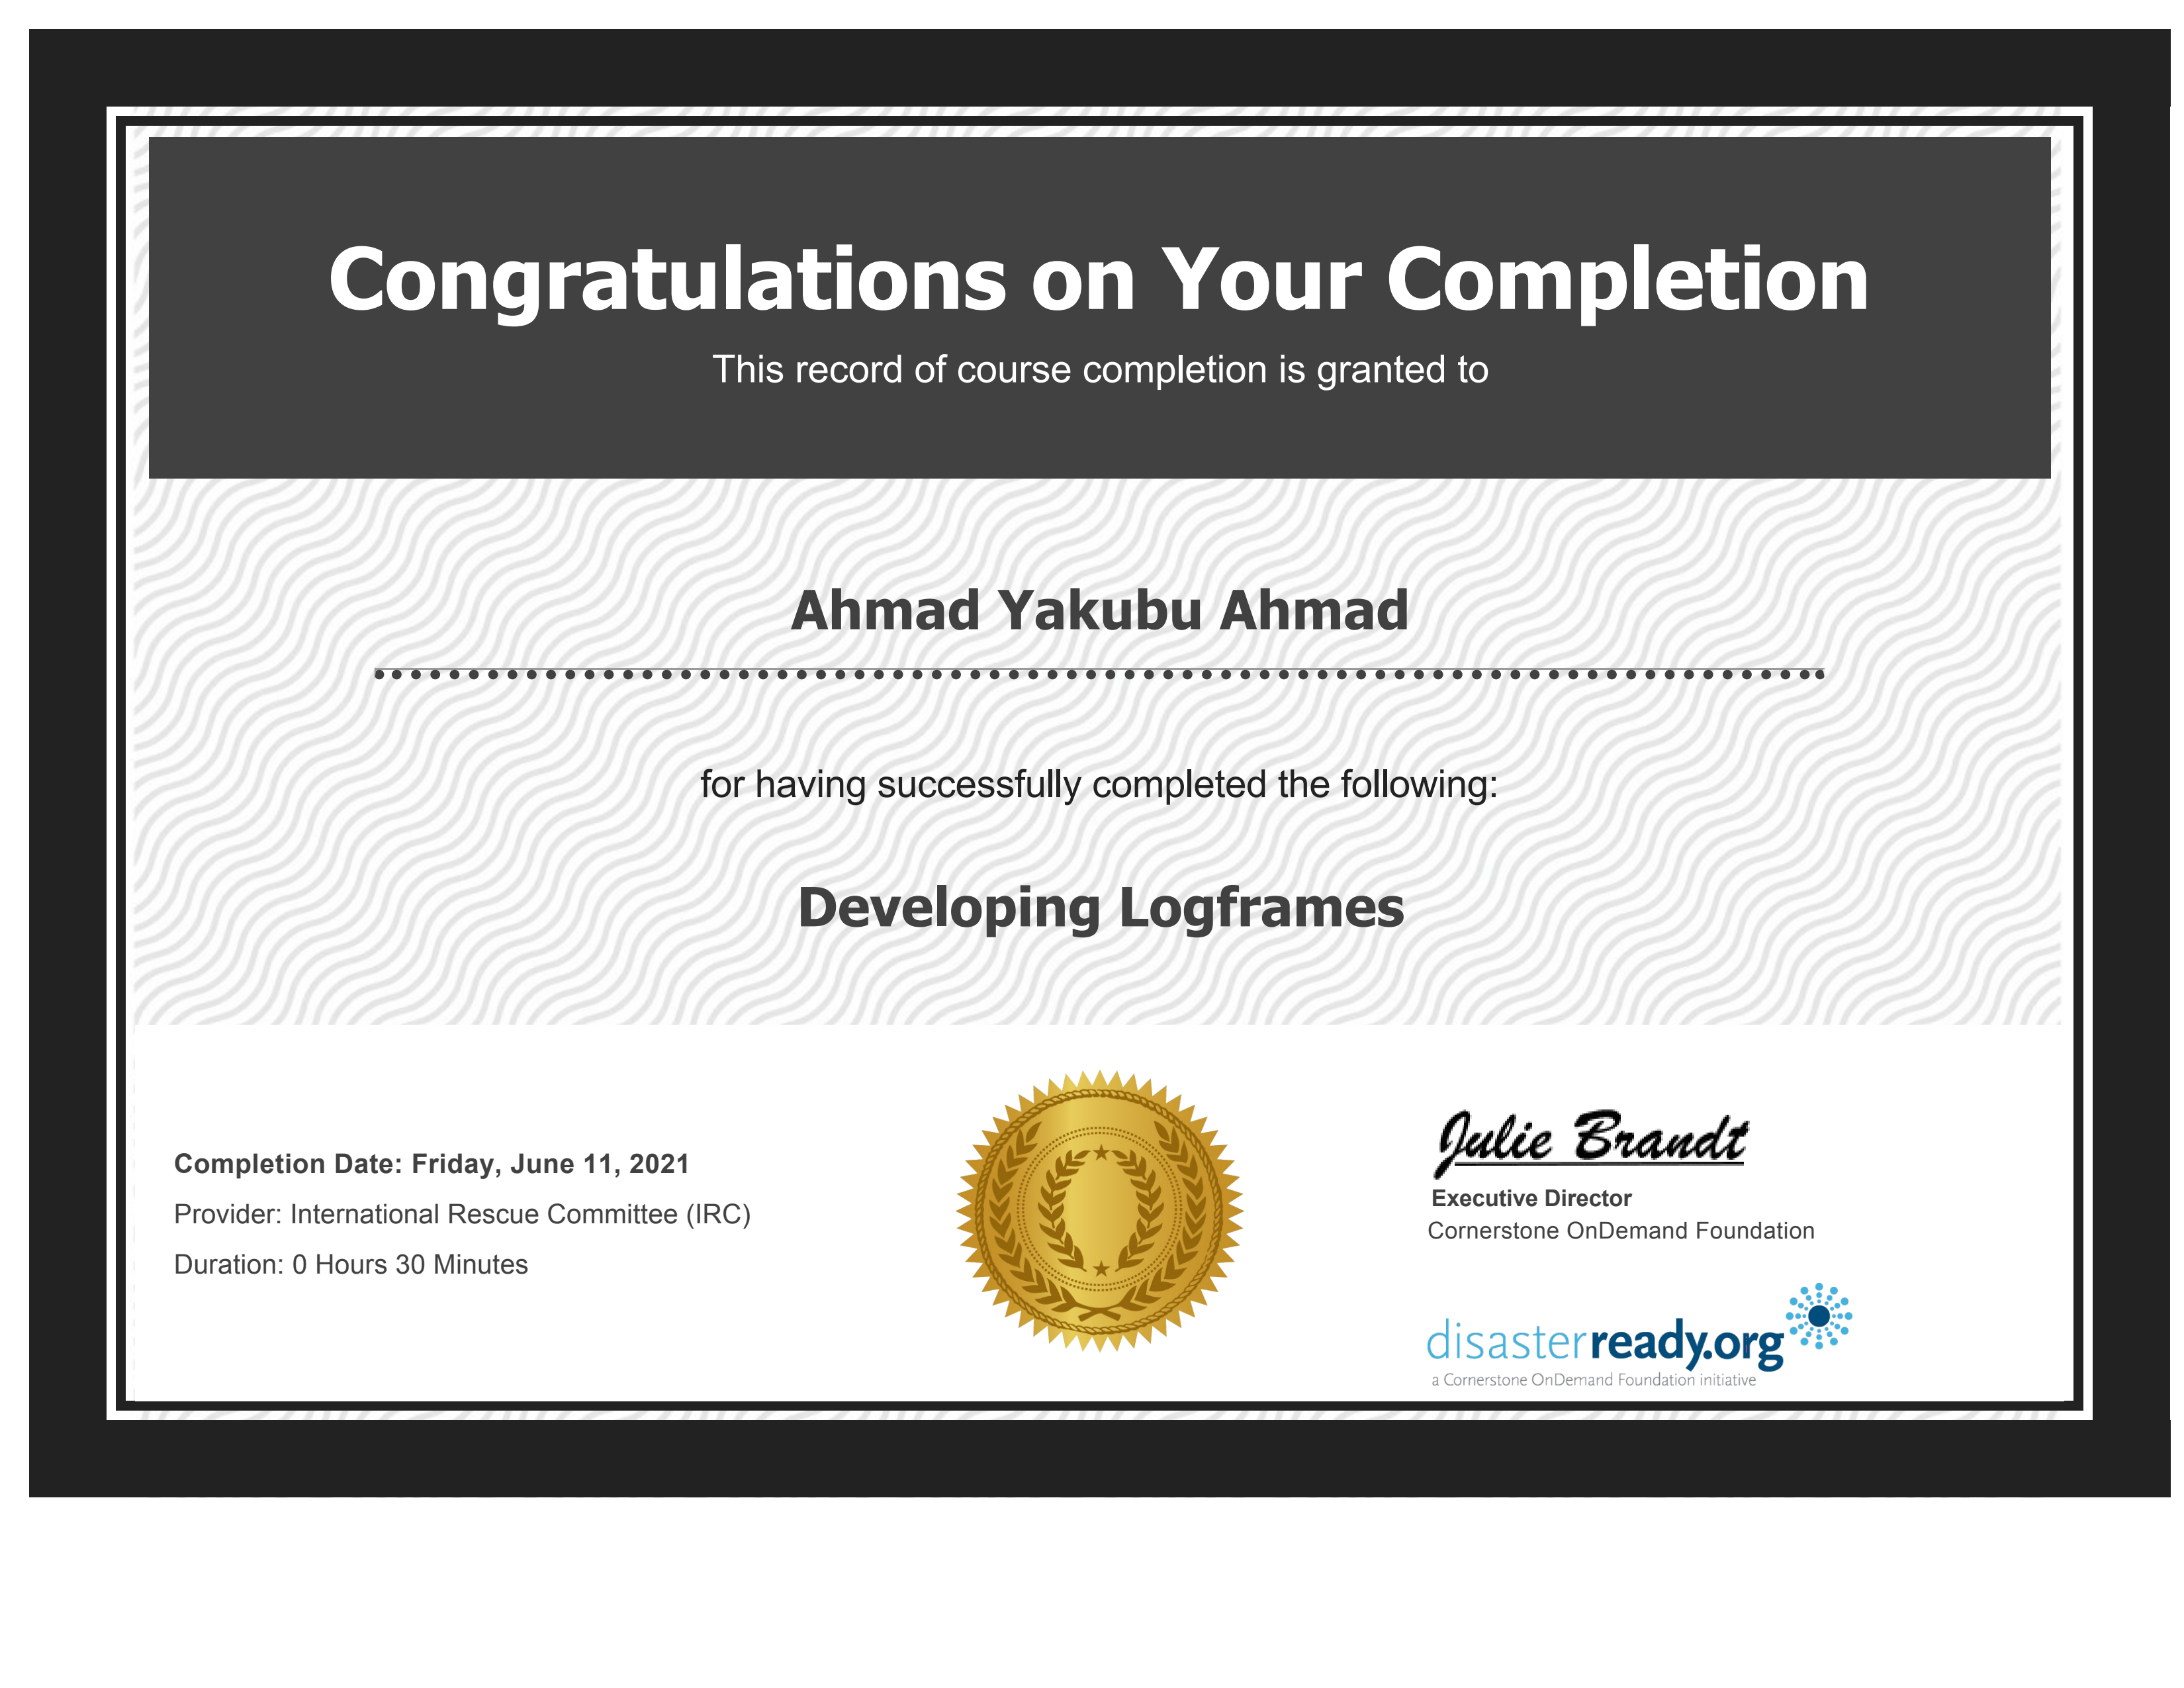 Congratulations on Your Completion
This record of course completion is granted to
Ahmad Yakubu Ahmad
for having successfully completed the following:
Developing Logframes
Completion Date: Friday, June 11, 2021
Provider: International Rescue Committee (IRC)
Duration: 0 Hours 30 Minutes
Julie Brandt
Executive Director
Cornerstone OnDemand Foundation
disasterready.org
a Cornerstone OnDemand Foundation initiative